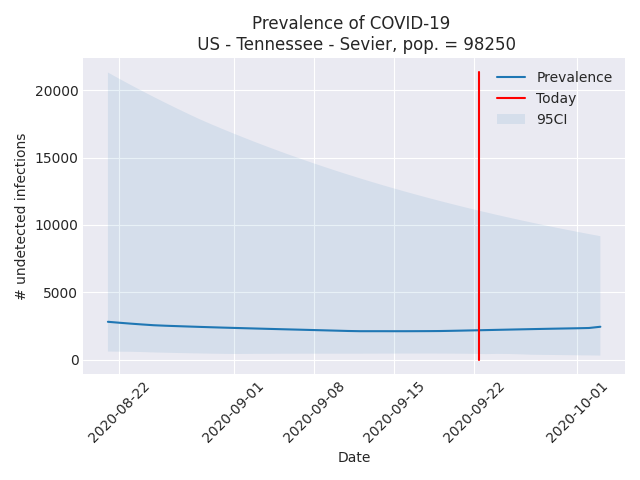 Prevalence of COVID-19
US - Tennessee - Sevier, pop. = 98250
Prevalence
Today
95CI
# undetected infections
20000
15000
10000
5000
0
2020-08-22
2020-09-01
2020-09-08
2020-09-15
2020-09-22
2020-10-01
Date